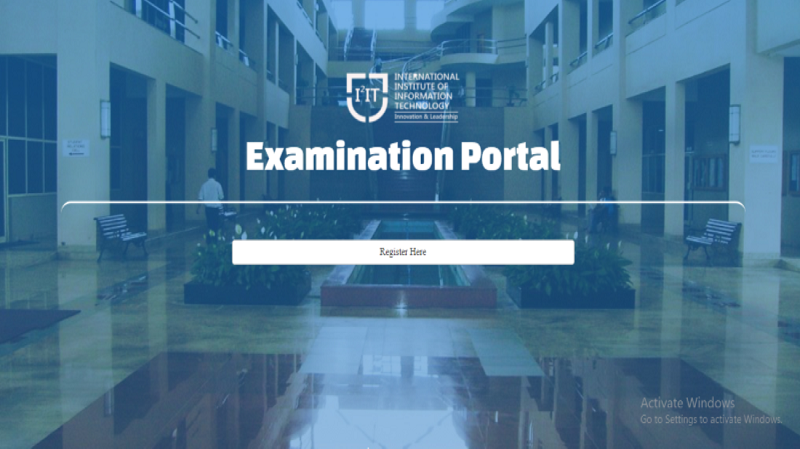 I²IT
INTERNATIONAL
INSTITUTE OF
INFORMATION
TECHNOLOGY
Innovation & Leadership
Examination Portal
Register Here
Activate Windows
Go to Settings to activate Windows.